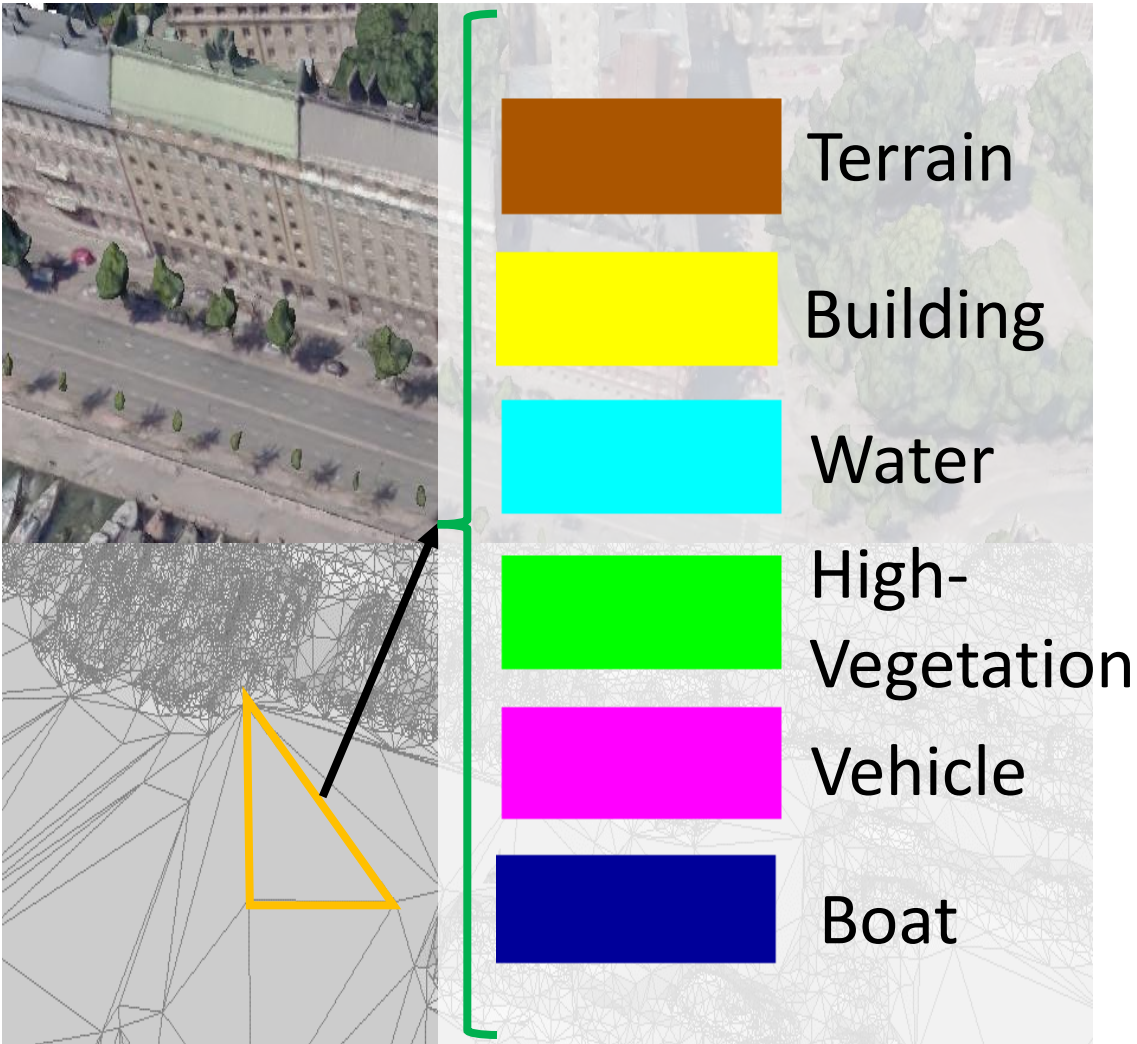 Terrain
Building
Water
High-
Vegetation
Vehicle
Boat